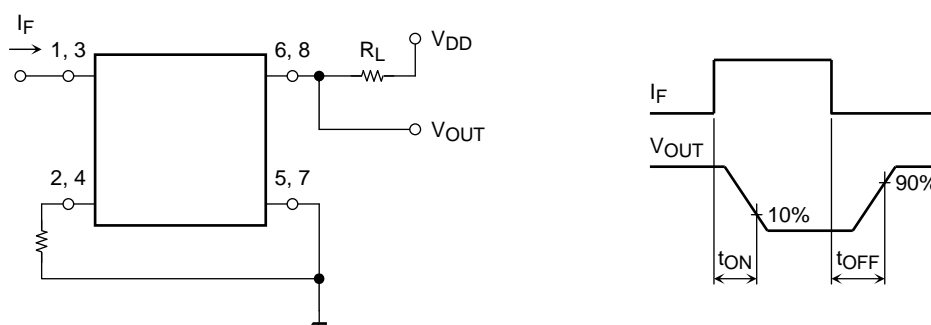 IF
1, 3
6, 8
RL
VDD
VOUT
2, 4
5, 7
IF
VOUT
10%
90%
tON
tOFF